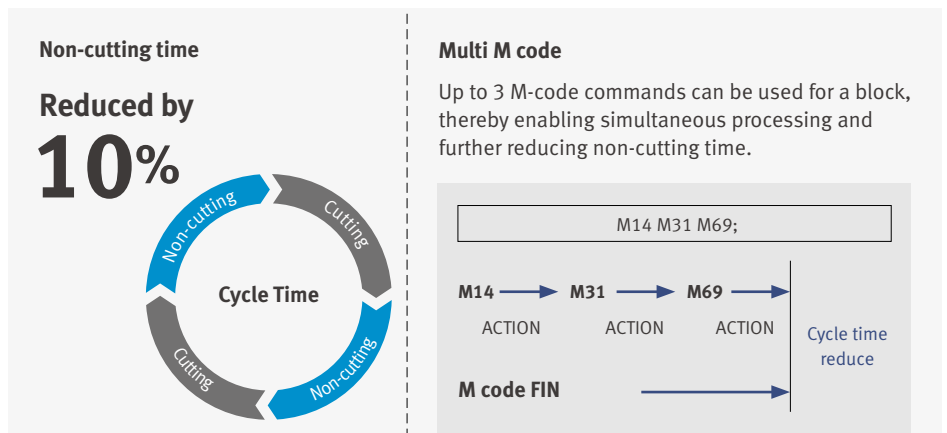 Non-cutting time
Reduced by
10%
Non-cutting
Cutting
Cycle Time
Cutting
Non-cutting
Multi M code
Up to 3 M-code commands can be used for a block,
thereby enabling simultaneous processing and
further reducing non-cutting time.
M14 M31 M69;
M14 M31 M69
ACTION ACTION ACTION
Cycle time
reduce
M code FIN